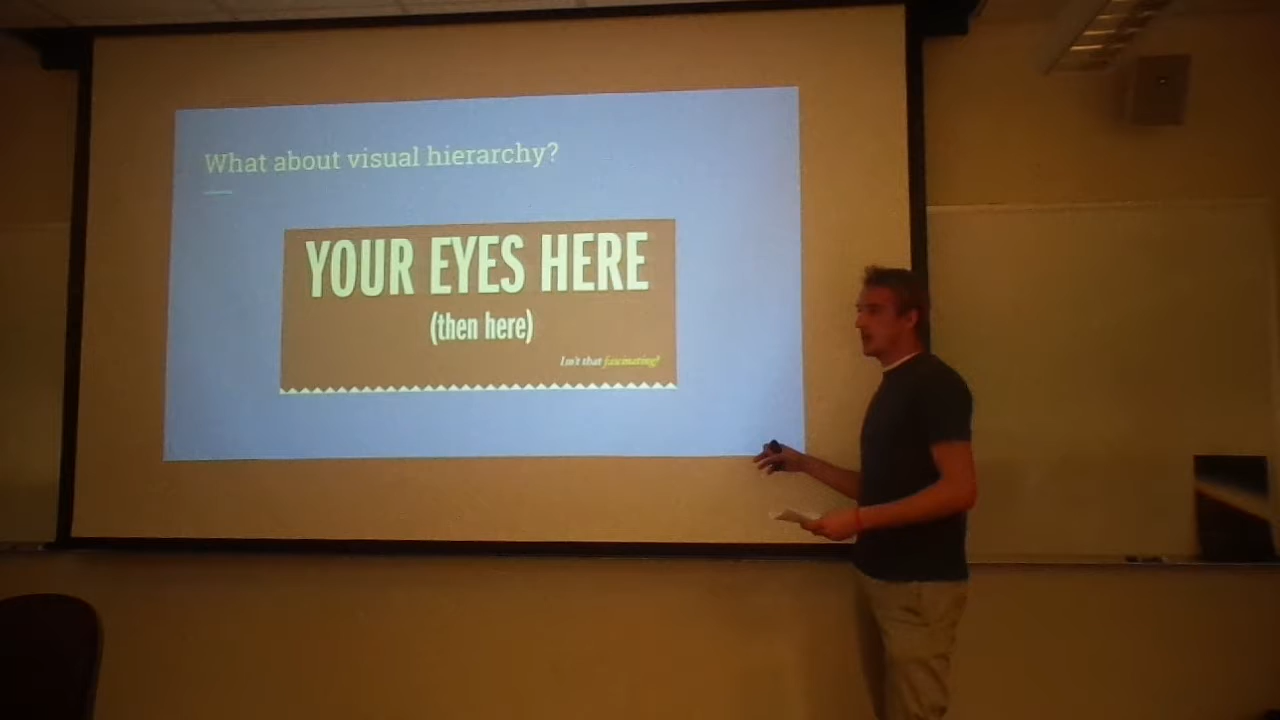 What about visual hierarchy?
YOUR EYES HERE
(then here)
Isn't that fascinating?